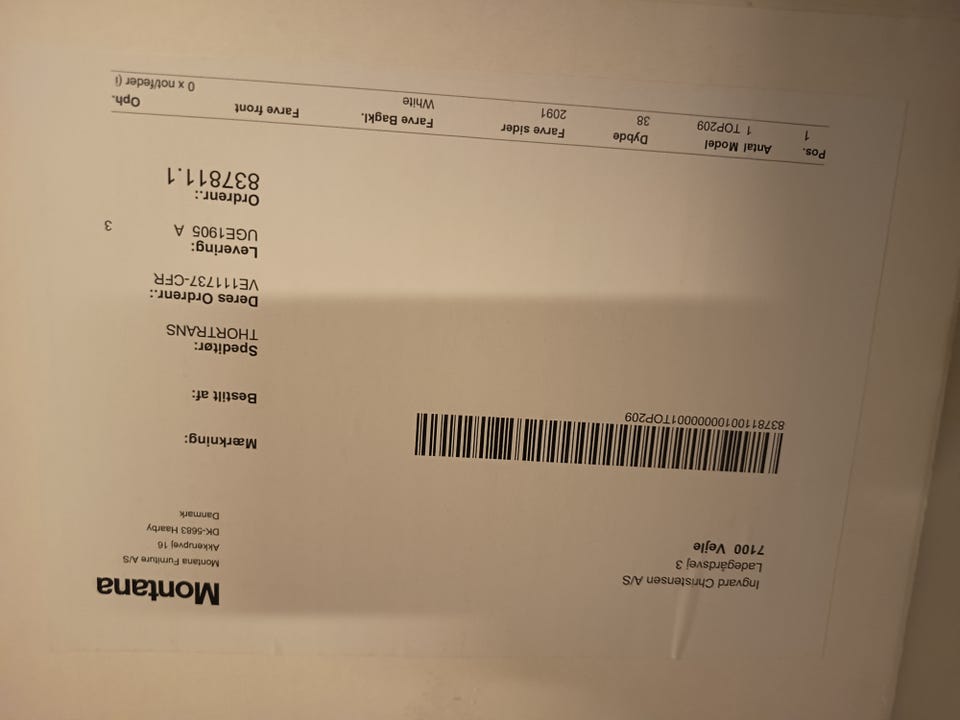 Ingvard Christensen A/S
Ladegårdsvej 3
7100 Vejle
Montana
Montana Furniture A/S
Akkerupvej 16
DK-5683 Haarby
Danmark
Mærkning:
Bestilt af:
Speditør:
THORTRANS
Deres Ordrenr.:
VE111737-CFR
Levering:
UGE1905 A 3
Ordrenr.:
837811.1
Pos. Antal Model Dybde Farve sider Farve Bagkl. Farve front Oph.
1 1 TOP209 38 2091 White 0 x not/feder (i